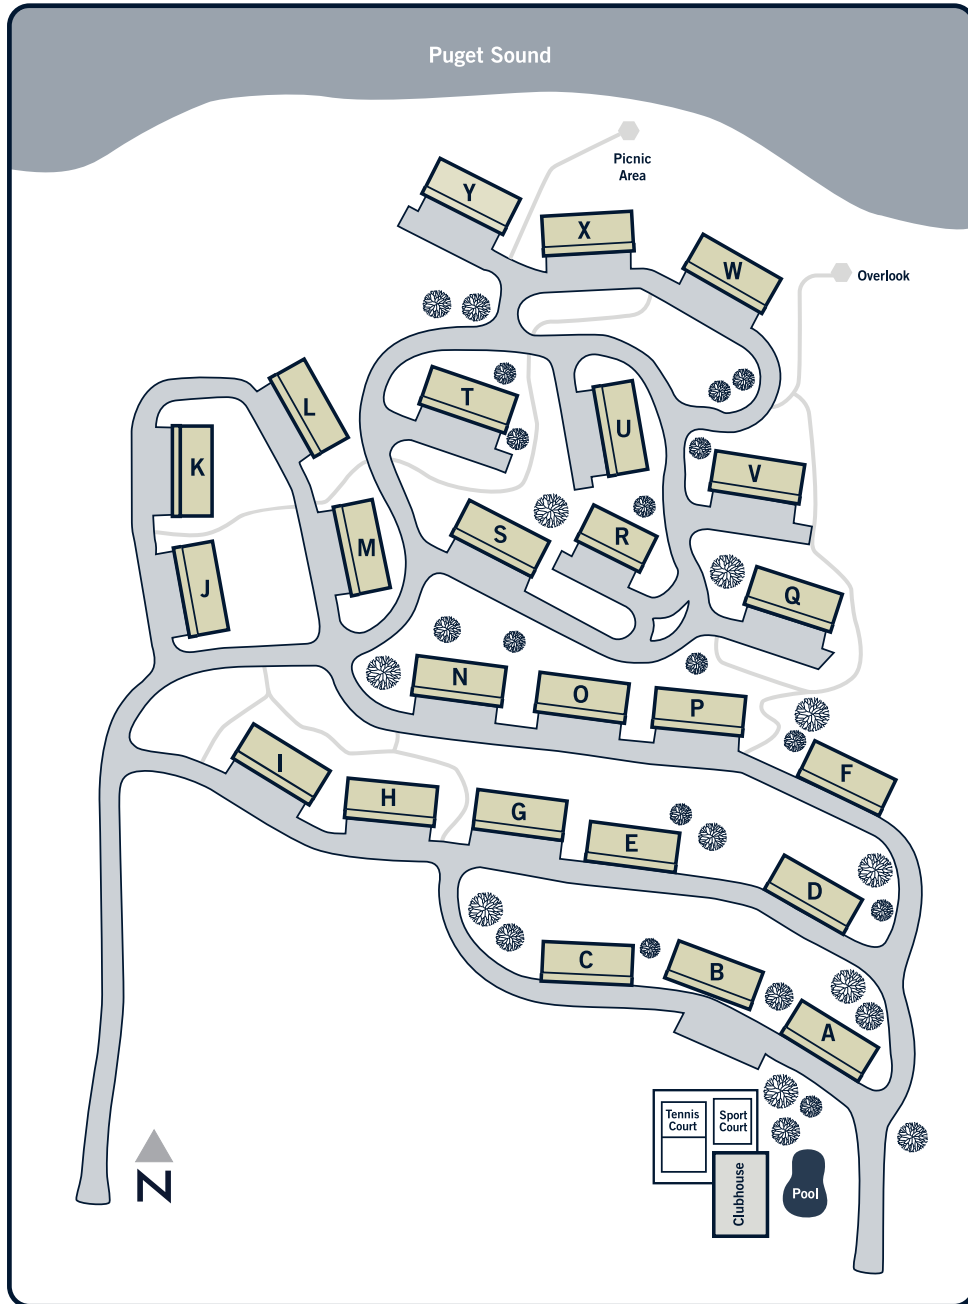 Puget Sound
Picnic
Area
Y
X
W
Overlook
T
L
U
K
V
S
R
M
J
Q
N
O
P
I
F
H
G
E
D
C
B
A
Tennis
Court
Sport
Court
Clubhouse
Pool
N